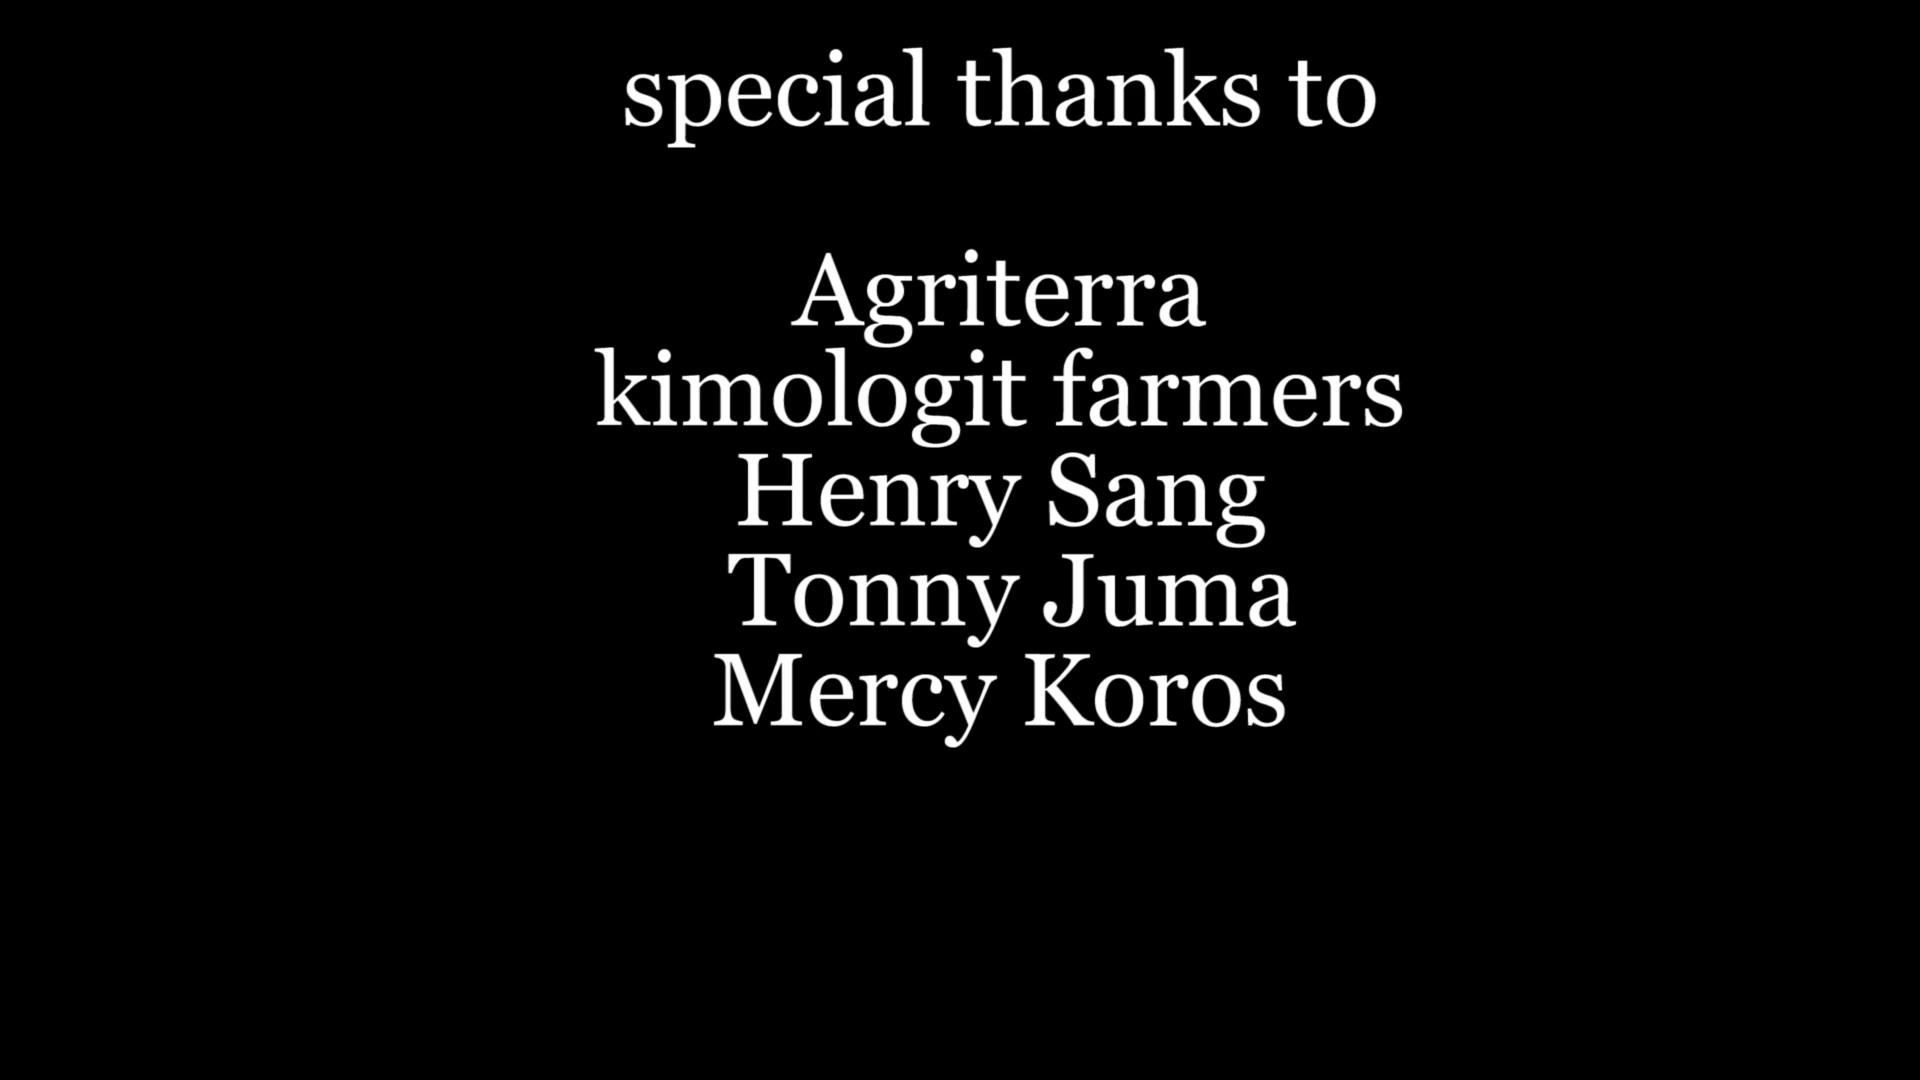 special thanks to
Agriterra
kimologit farmers
Henry Sang
Tonny Juma
Mercy Koros